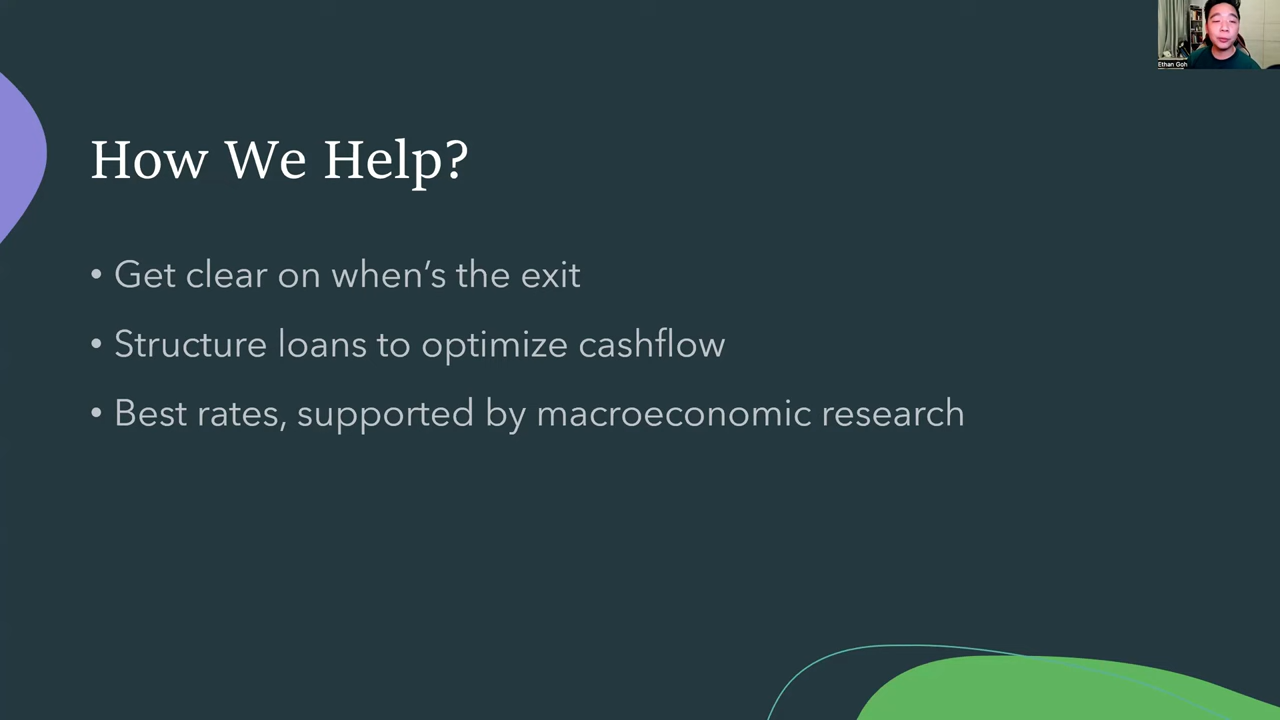 Ethan Goh
How We Help?
• Get clear on when’s the exit
• Structure loans to optimize cashflow
• Best rates, supported by macroeconomic research